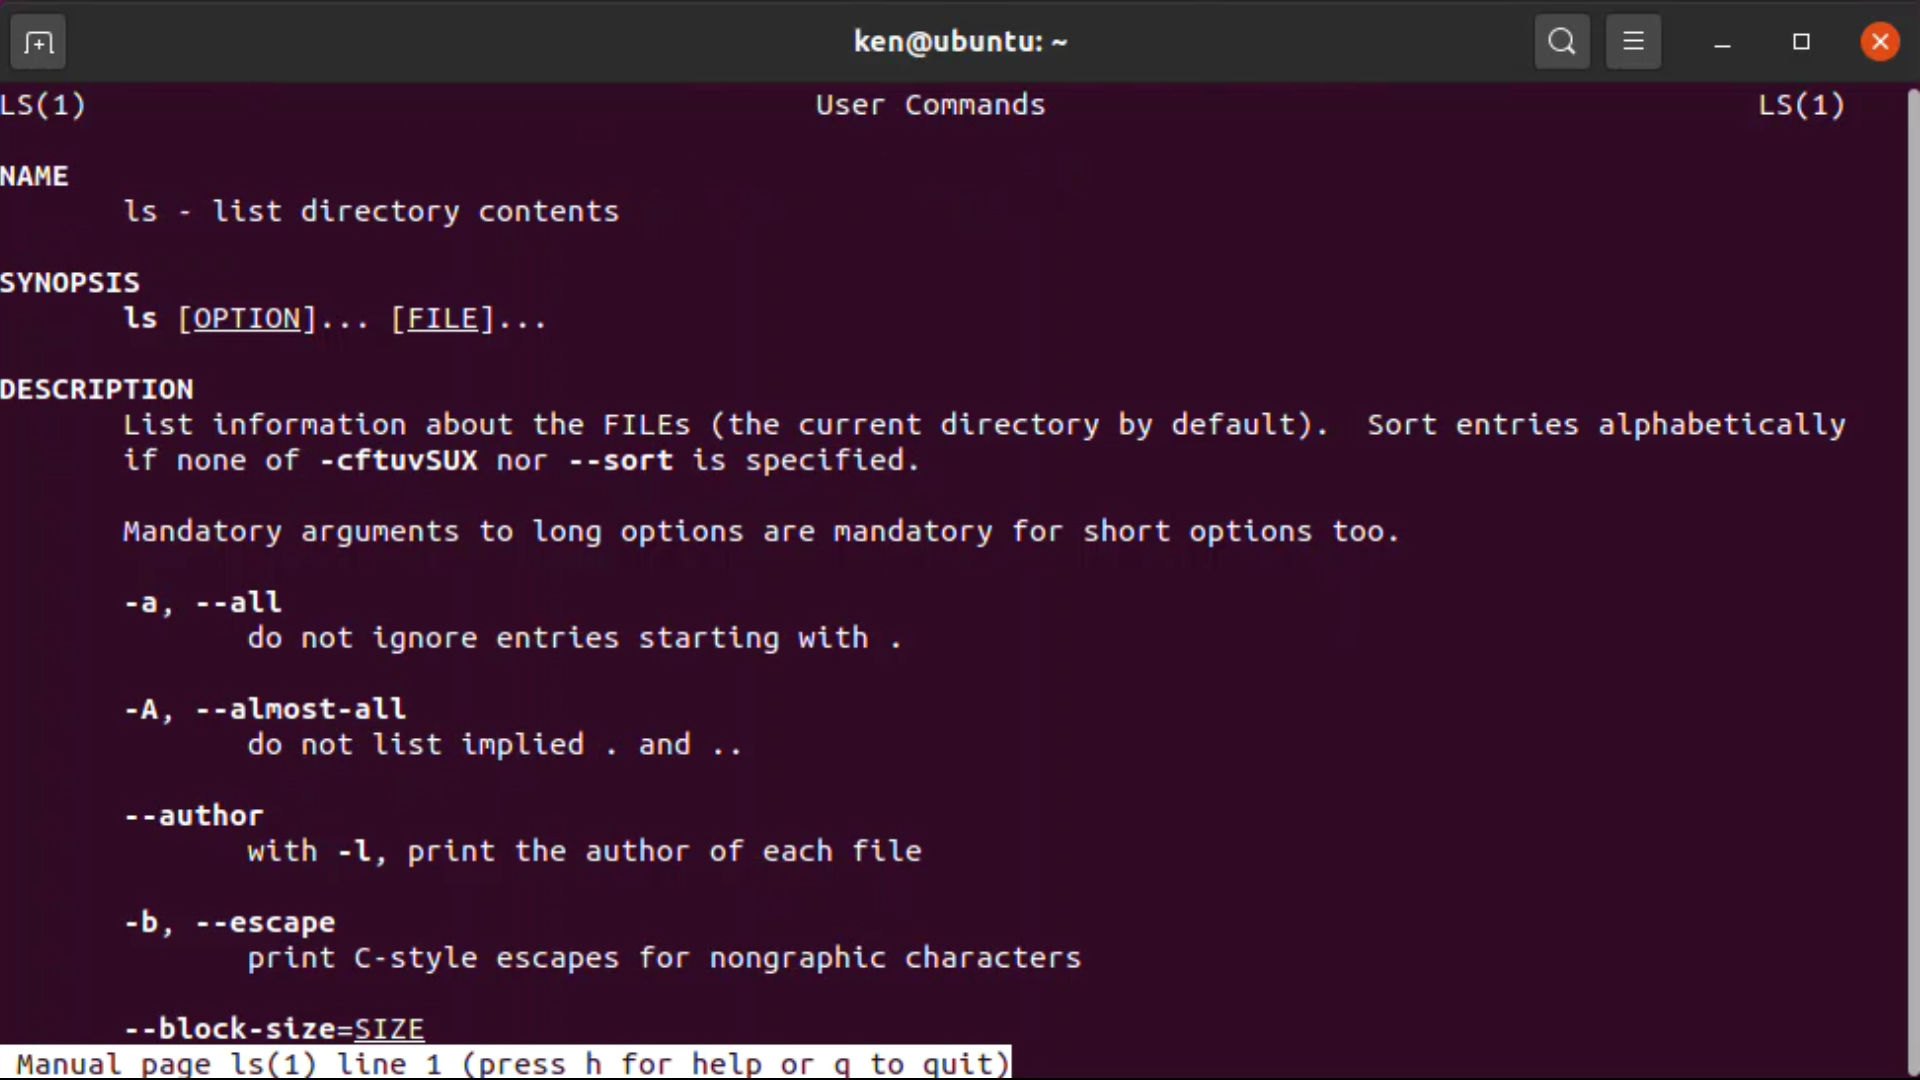 ken@ubuntu: ~
LS(1) User Commands LS(1)
NAME
ls - list directory contents
SYNOPSIS
ls [OPTION]... [FILE]...
DESCRIPTION
List information about the FILEs (the current directory by default).  Sort entries alphabetically
if none of -cftuvSUX nor --sort is specified.
Mandatory arguments to long options are mandatory for short options too.
-a, --all
do not ignore entries starting with .
-A, --almost-all
do not list implied . and ..
--author
with -l, print the author of each file
-b, --escape
print C-style escapes for nongraphic characters
--block-size=SIZE
Manual page ls(1) line 1 (press h for help or q to quit)